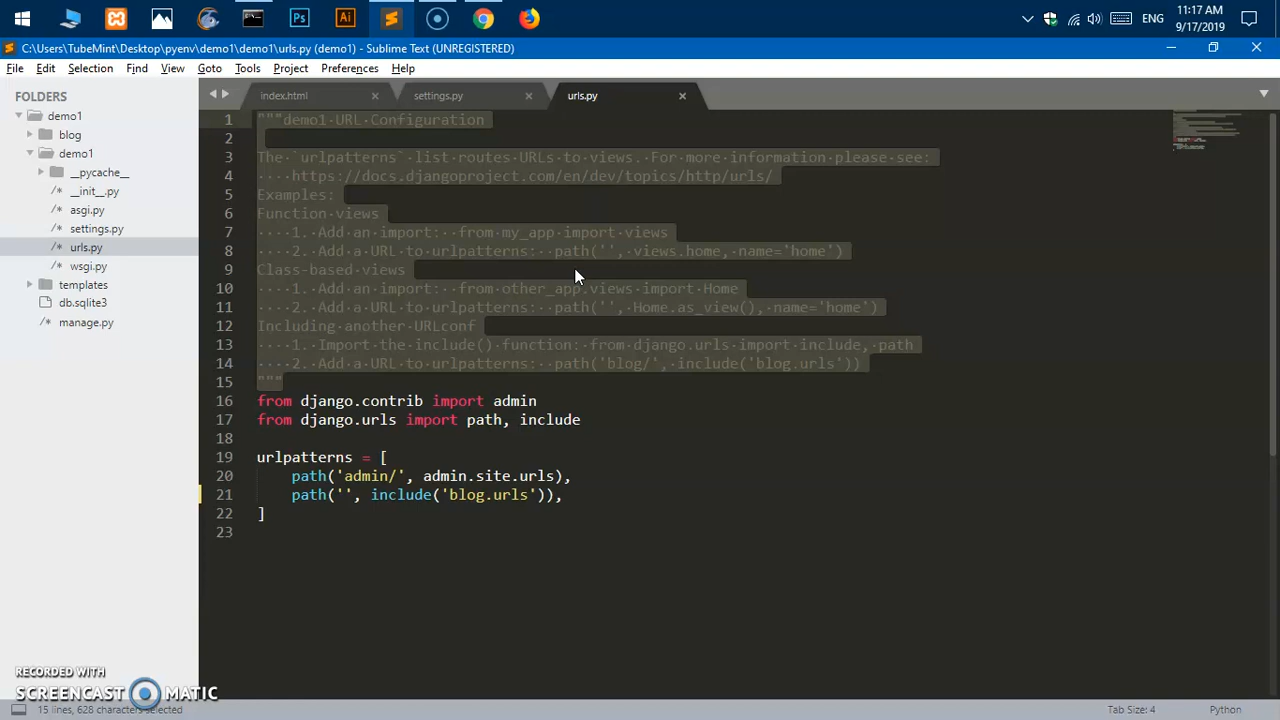 Ps
Ai
ENG
11:17 AM
9/17/2019
C:\Users\TubeMint\Desktop\pyenv\demo1\demo1\urls.py (demo1) - Sublime Text (UNREGISTERED)
File Edit Selection Find View Goto Tools Project Preferences Help
FOLDERS
demo1
blog
demo1
__pycache__
__init__.py
asgi.py
settings.py
urls.py
wsgi.py
templates
db.sqlite3
manage.py
index.html settings.py urls.py
1 """demo1 URL Configuration
2
3 The `urlpatterns` list routes URLs to views. For more information please see:
4 https://docs.djangoproject.com/en/dev/topics/http/urls/
5 Examples:
6 Function views
7 1. Add an import: from my_app import views
8 2. Add a URL to urlpatterns: path('', views.home, name='home')
9 Class-based views
10 1. Add an import: from other_app.views import Home
11 2. Add a URL to urlpatterns: path('', Home.as_view(), name='home')
12 Including another URLconf
13 1. Import the include() function: from django.urls import include, path
14 2. Add a URL to urlpatterns: path('blog/', include('blog.urls'))
15 """
16 from django.contrib import admin
17 from django.urls import path, include
18
19 urlpatterns = [
20 path('admin/', admin.site.urls),
21 path('', include('blog.urls')),
22 ]
23
RECORDED WITH
SCREENCAST MATIC
15 lines, 628 characters selected
Tab Size: 4
Python